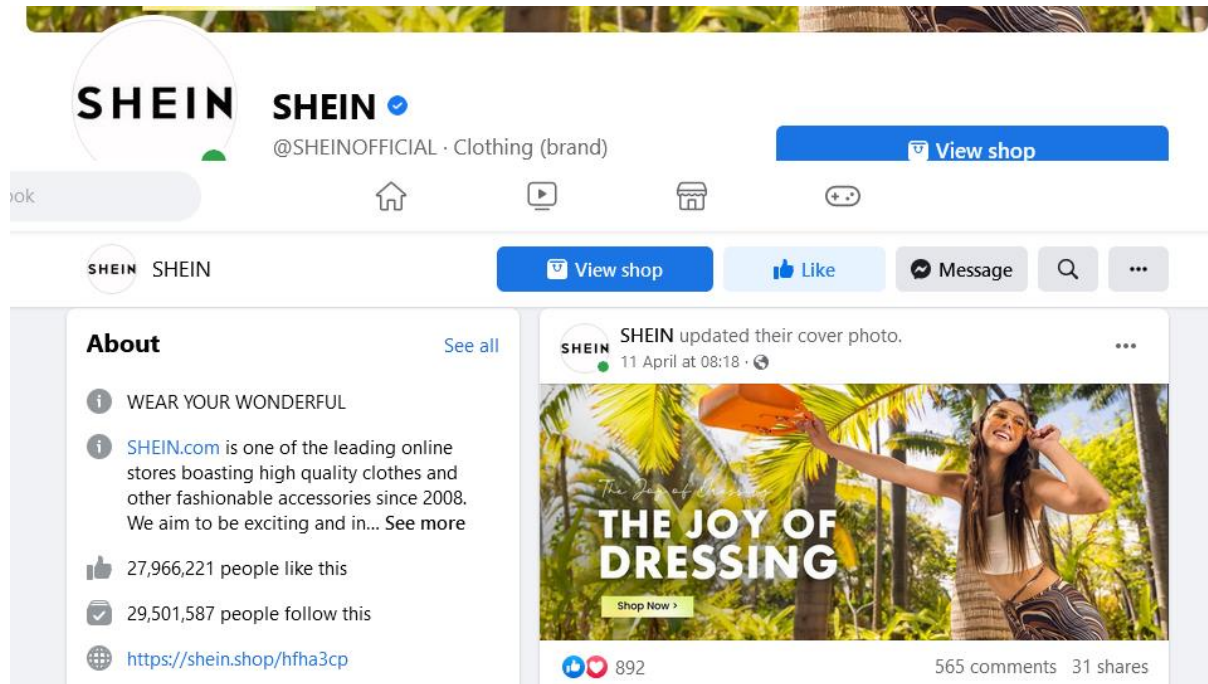 SHEIN
SHEIN
@SHEINOFFICIAL · Clothing (brand)
View shop
ook
SHEIN
SHEIN
View shop
Like
Message
About
See all
WEAR YOUR WONDERFUL
SHEIN.com is one of the leading online
stores boasting high quality clothes and
other fashionable accessories since 2008.
We aim to be exciting and in... See more
27,966,221 people like this
29,501,587 people follow this
https://shein.shop/hfha3cp
SHEIN
SHEIN updated their cover photo.
11 April at 08:18 ·
The Joy of Dressing
THE JOY OF
DRESSING
Shop Now >
892
565 comments 31 shares